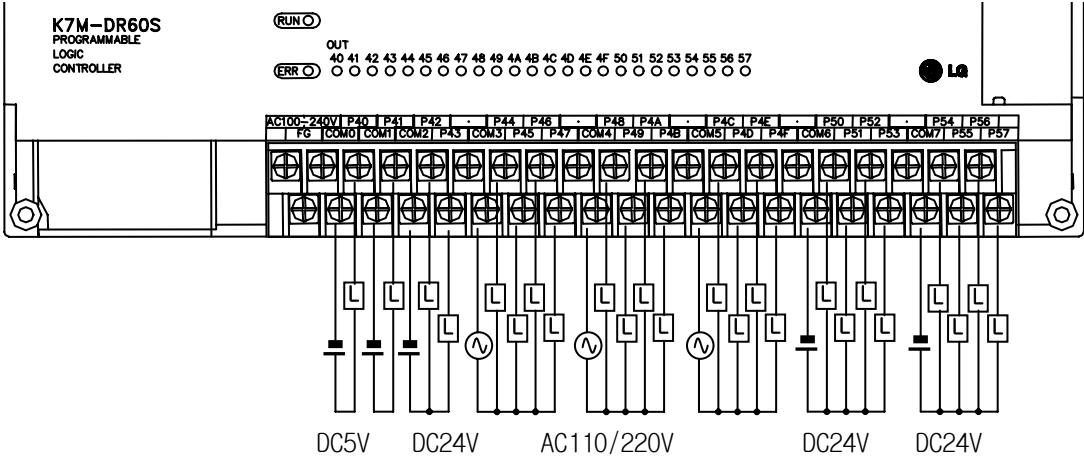 K7M-DR60S
PROGRAMMABLE
LOGIC
CONTROLLER
RUN
ERR
OUT
40 41 42 43 44 45 46 47 48 49 4A 4B 4C 4D 4E 4F 50 51 52 53 54 55 56 57
LG
AC100-240V P40 P41 P42 · P44 P46 · P48 P4A · P4C P4E · P50 P52 · P54 P56
FG COM0 COM1 COM2 P43 COM3 P45 P47 COM4 P49 P4B COM5 P4D P4F COM6 P51 P53 COM7 P55 P57
L L L L L L L L L L L L
L L L L L L L L L L L L
DC5V DC24V AC110/220V DC24V DC24V